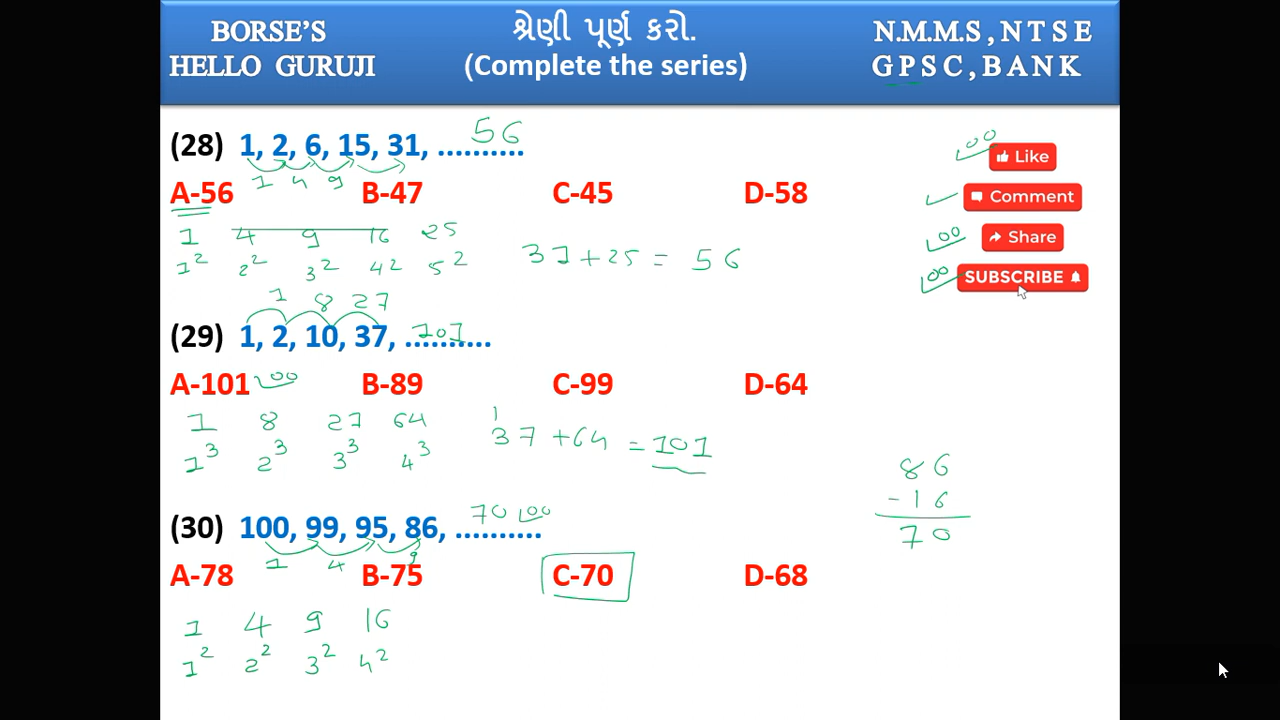 BORSE'S
HELLO GURUJI
શ્રેણી પૂર્ણ કરો.
(Complete the series)
N.M.M.S , N T S E
G P S C , B A N K
(28) 1, 2, 6, 15, 31, .......... 56
1 4 9
A-56 B-47 C-45 D-58
1 4 9 16 25
1² 2² 3² 4² 5²
31 + 25 = 56
1 8 27
(29) 1, 2, 10, 37, .......... 101
A-101 B-89 C-99 D-64
1 8 27 64
1³ 2³ 3³ 4³
1
37 + 64 = 101
(30) 100, 99, 95, 86, .......... 70
1 4 9
A-78 B-75 C-70 D-68
1 4 9 16
1² 2² 3² 4²
86
- 16
70
Like
Comment
Share
SUBSCRIBE